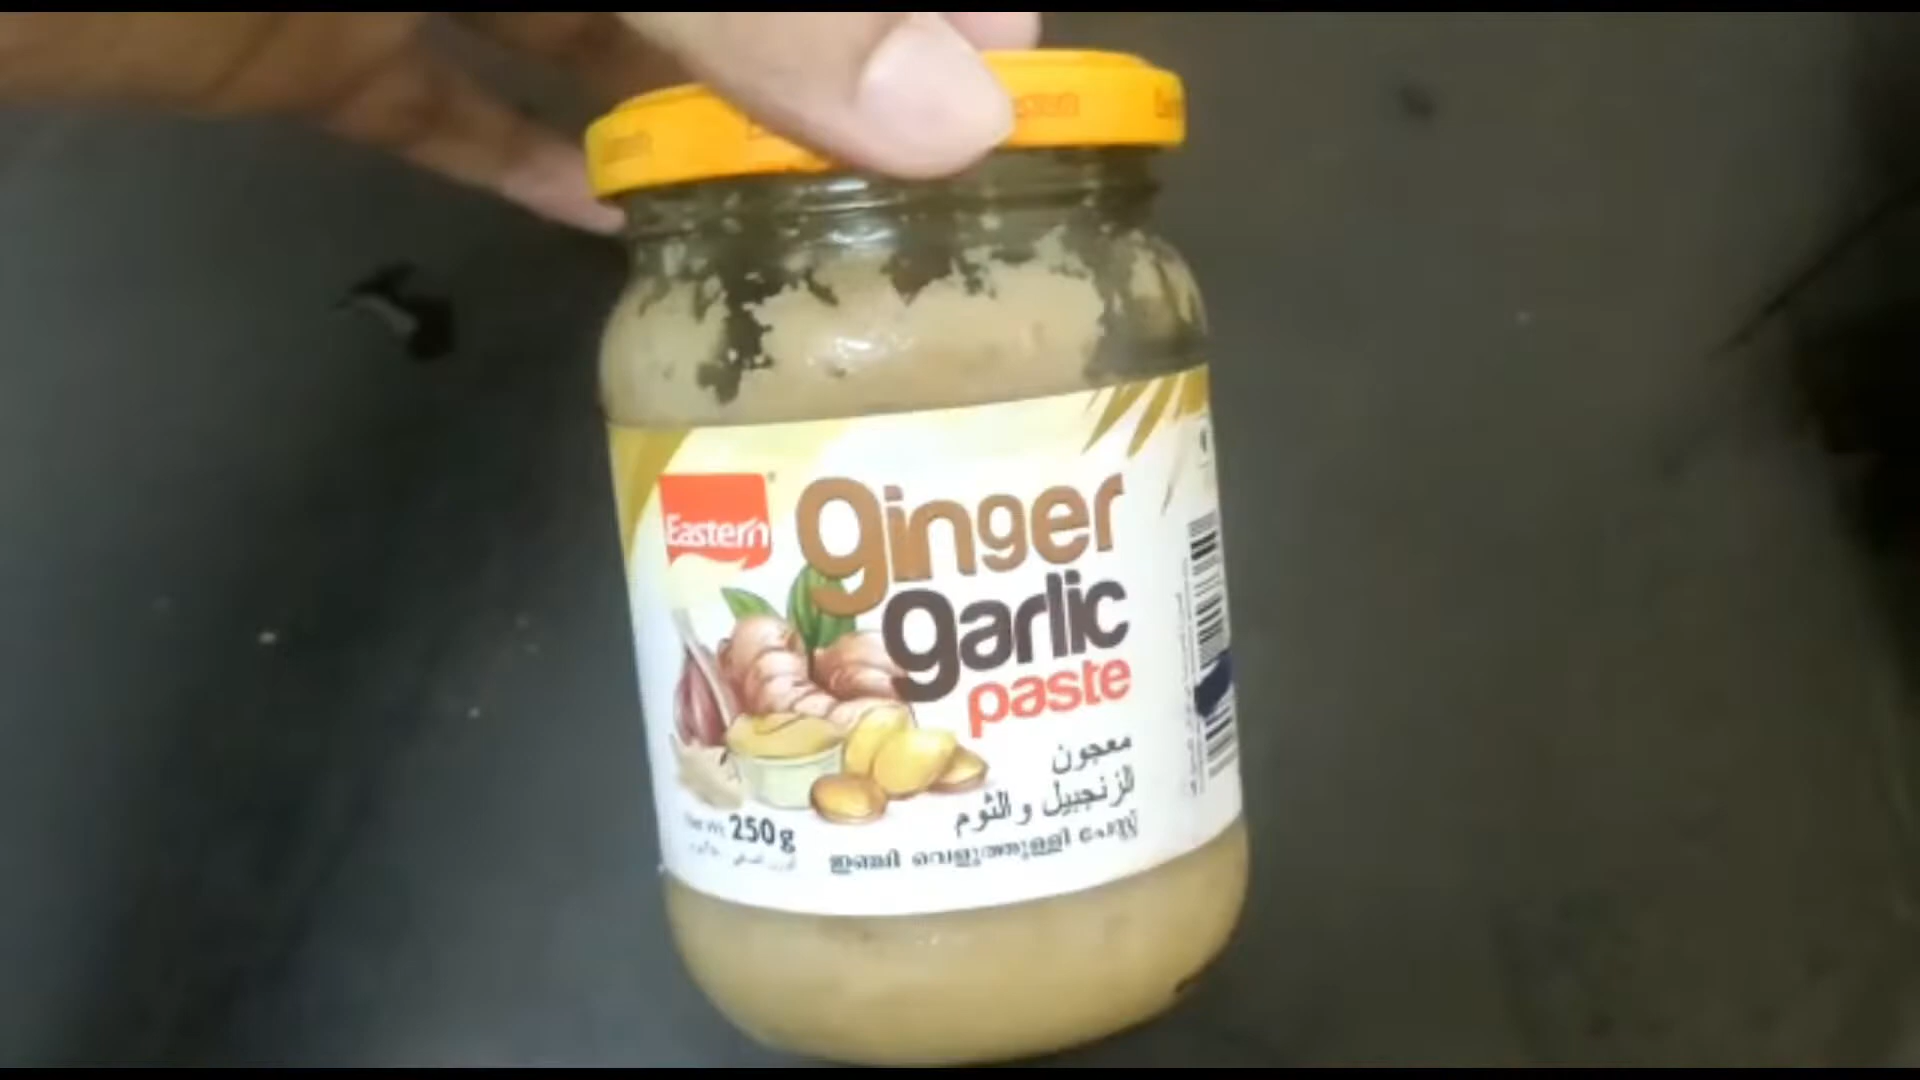 Eastern
ginger
garlic
paste
معجون
الزنجبيل و الثوم
ഇഞ്ചി വെളുത്തുള്ളി പേസ്റ്റ്
250g